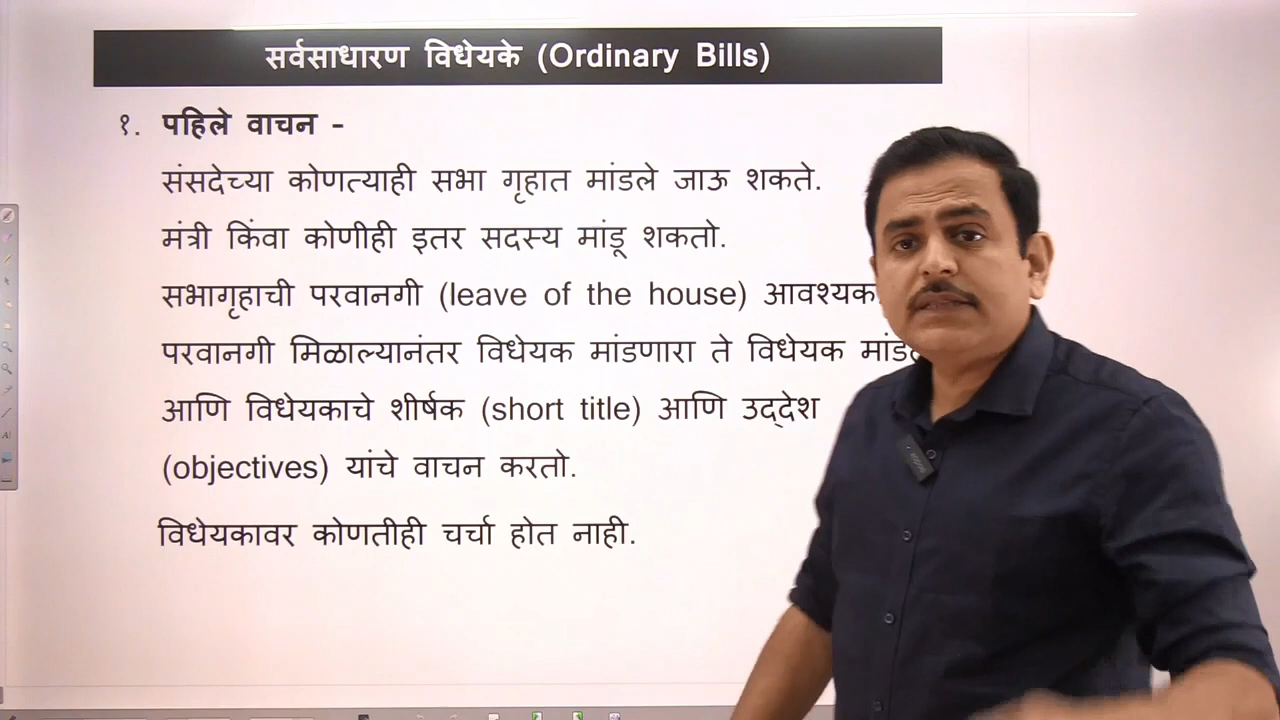 सर्वसाधारण विधेयके (Ordinary Bills)
१. पहिले वाचन -
संसदेच्या कोणत्याही सभा गृहात मांडले जाऊ शकते.
मंत्री किंवा कोणीही इतर सदस्य मांडू शकतो.
सभागृहाची परवानगी (leave of the house) आवश्यक
परवानगी मिळाल्यानंतर विधेयक मांडणारा ते विधेयक
आणि विधेयकाचे शीर्षक (short title) आणि उद्देश
(objectives) यांचे वाचन करतो.
विधेयकावर कोणतीही चर्चा होत नाही.